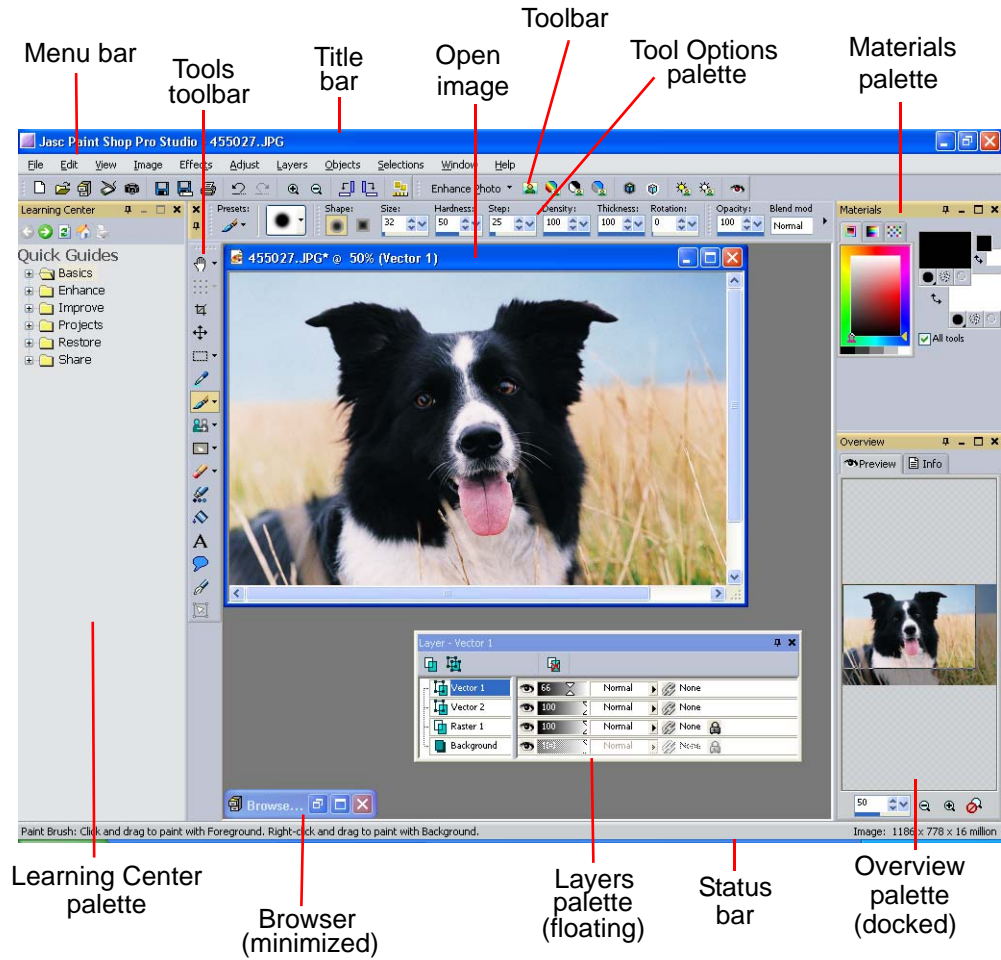 Toolbar
Menu bar
Tools
toolbar
Title
bar
Open
image
Tool Options
palette
Materials
palette
Jasc Paint Shop Pro Studio - 455027.JPG
File Edit View Image Effects Adjust Layers Objects Selections Window Help
Enhance Photo
Learning Center
Presets: Shape: Size: Hardness: Step: Density: Thickness: Rotation: Opacity: Blend mod
32 50 25 100 100 0 100 Normal
Materials
Quick Guides
Basics
Enhance
Improve
Projects
Restore
Share
455027.JPG* @ 50% (Vector 1)
All tools
Overview
Preview Info
A
Layer - Vector 1
Vector 1 66 Normal None
Vector 2 100 Normal None
Raster 1 100 Normal None
Background 100 Normal None
Browse...
50
Paint Brush: Click and drag to paint with Foreground. Right-click and drag to paint with Background.
Image: 1186 x 778 x 16 million
Learning Center
palette
Browser
(minimized)
Layers
palette
(floating)
Status
bar
Overview
palette
(docked)